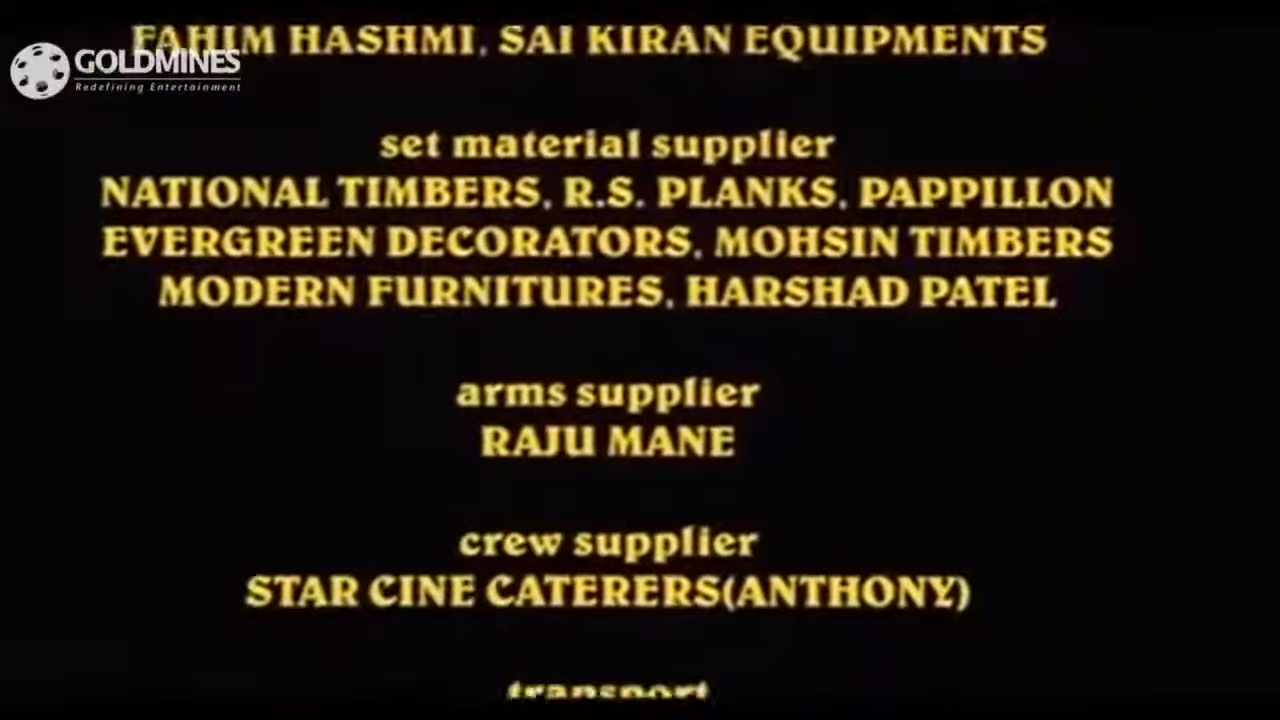 FAHIM HASHMI, SAI KIRAN EQUIPMENTS
GOLDMINES
Redefining Entertainment
set material supplier
NATIONAL TIMBERS, R.S. PLANKS, PAPPILLON
EVERGREEN DECORATORS, MOHSIN TIMBERS
MODERN FURNITURES, HARSHAD PATEL
arms supplier
RAJU MANE
crew supplier
STAR CINE CATERERS(ANTHONY)
transport